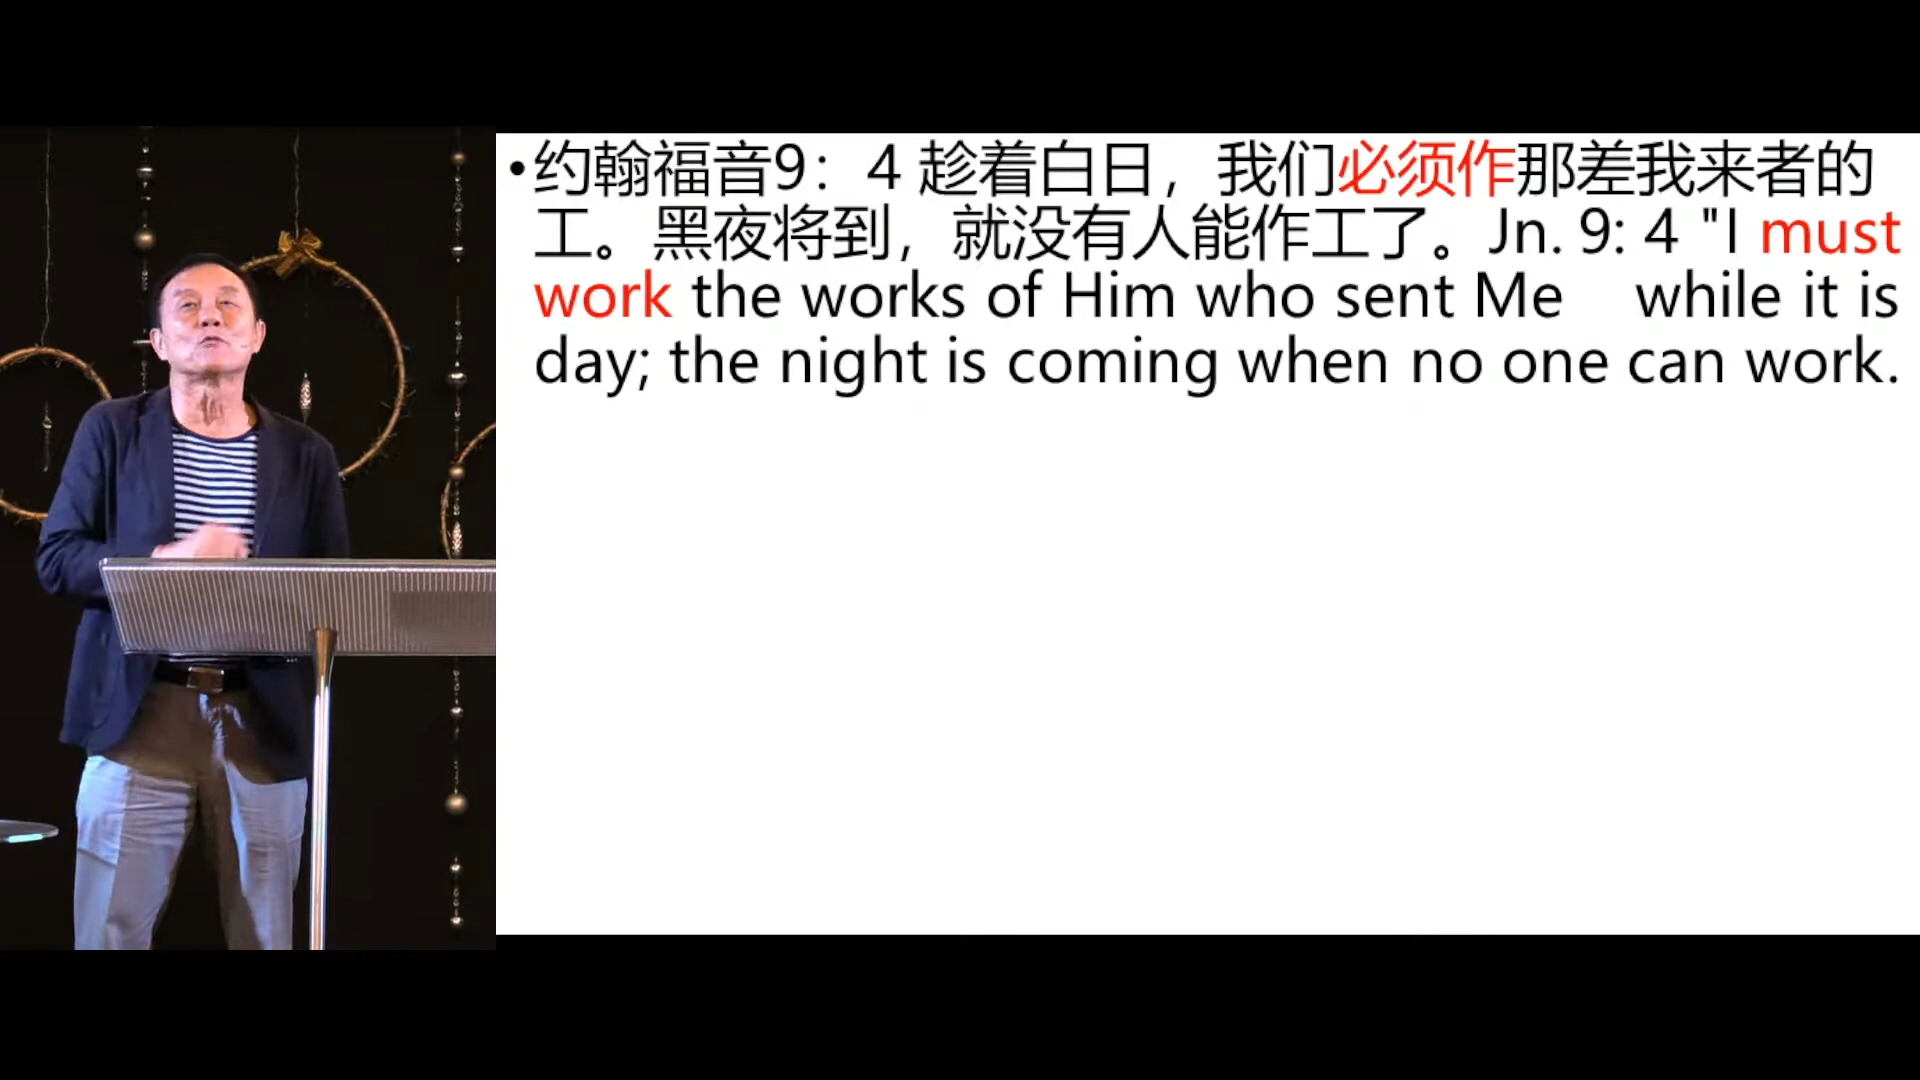 •约翰福音9：4 趁着白日，我们必须作那差我来者的
工。黑夜将到，就没有人能作工了。Jn. 9: 4 "I must
work the works of Him who sent Me while it is
day; the night is coming when no one can work.